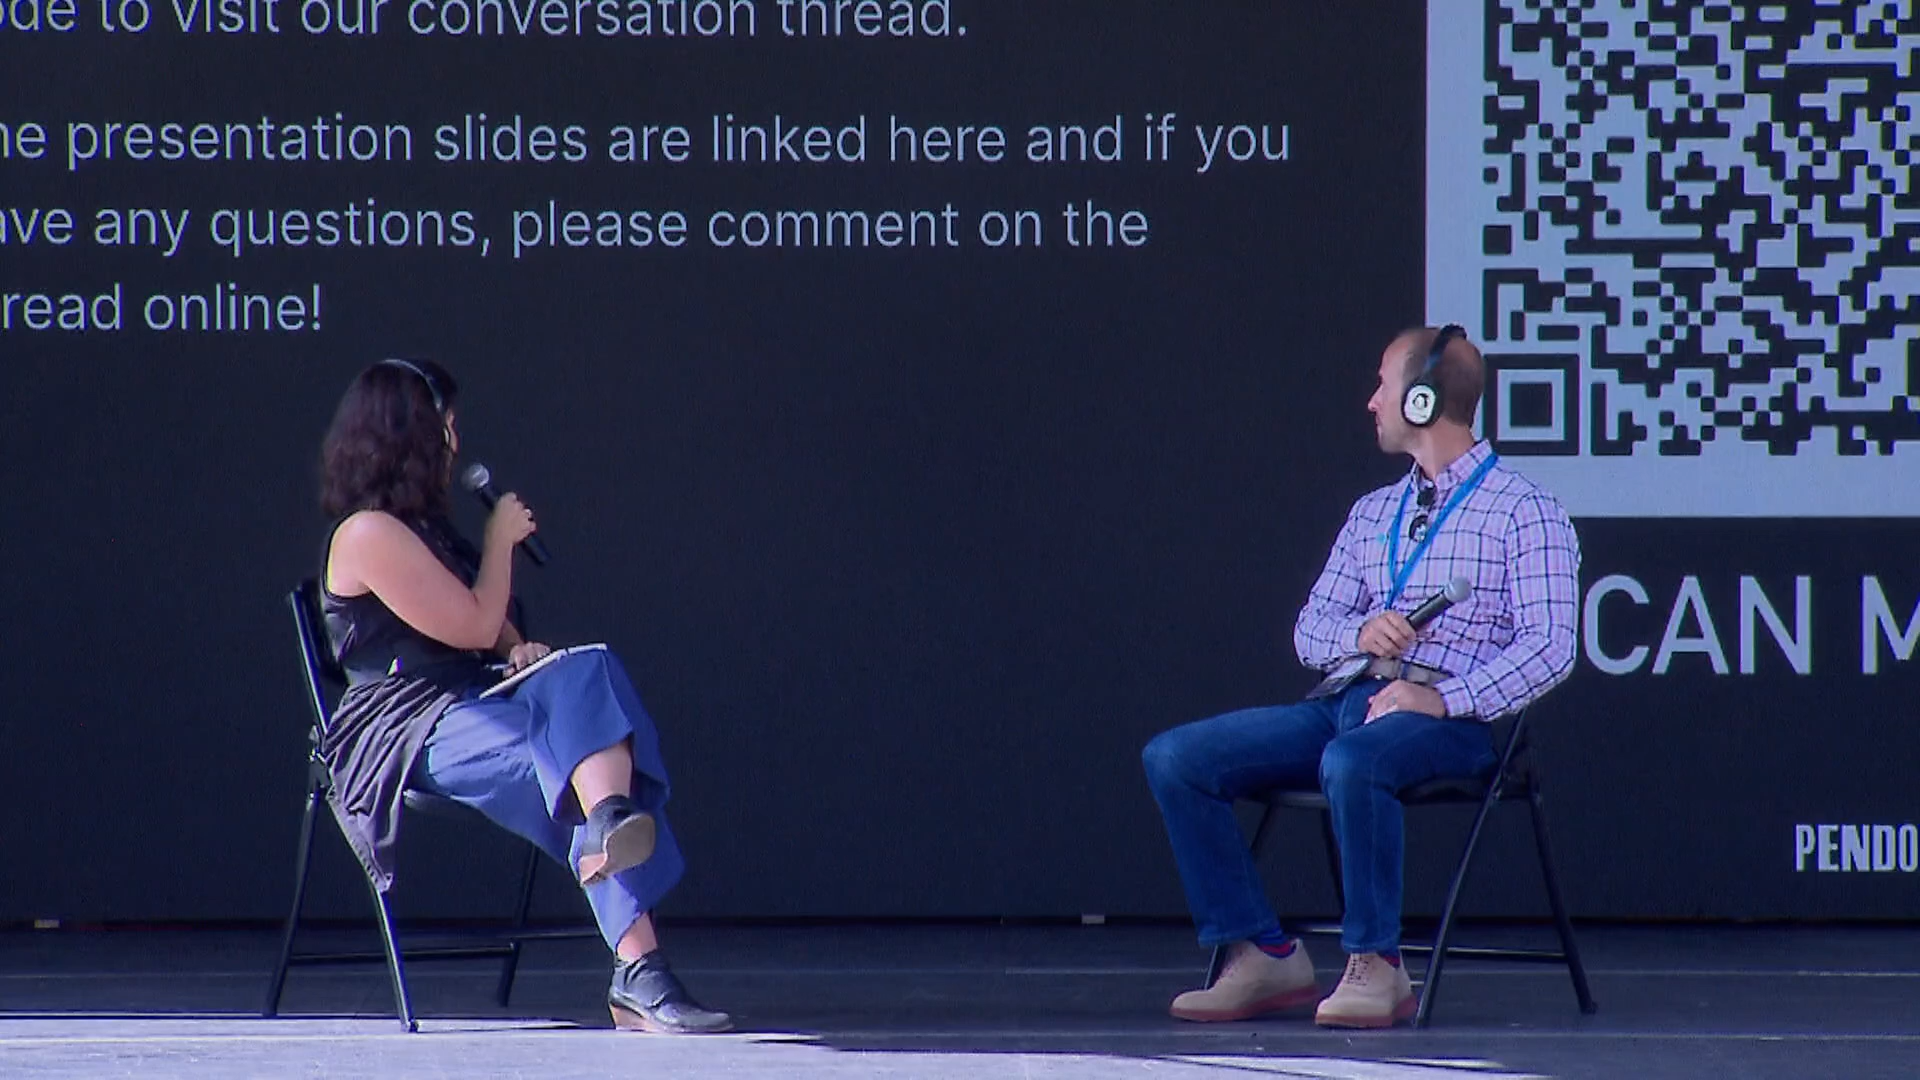 ode to visit our conversation thread.
he presentation slides are linked here and if you
ave any questions, please comment on the
read online!
CAN M
PENDO